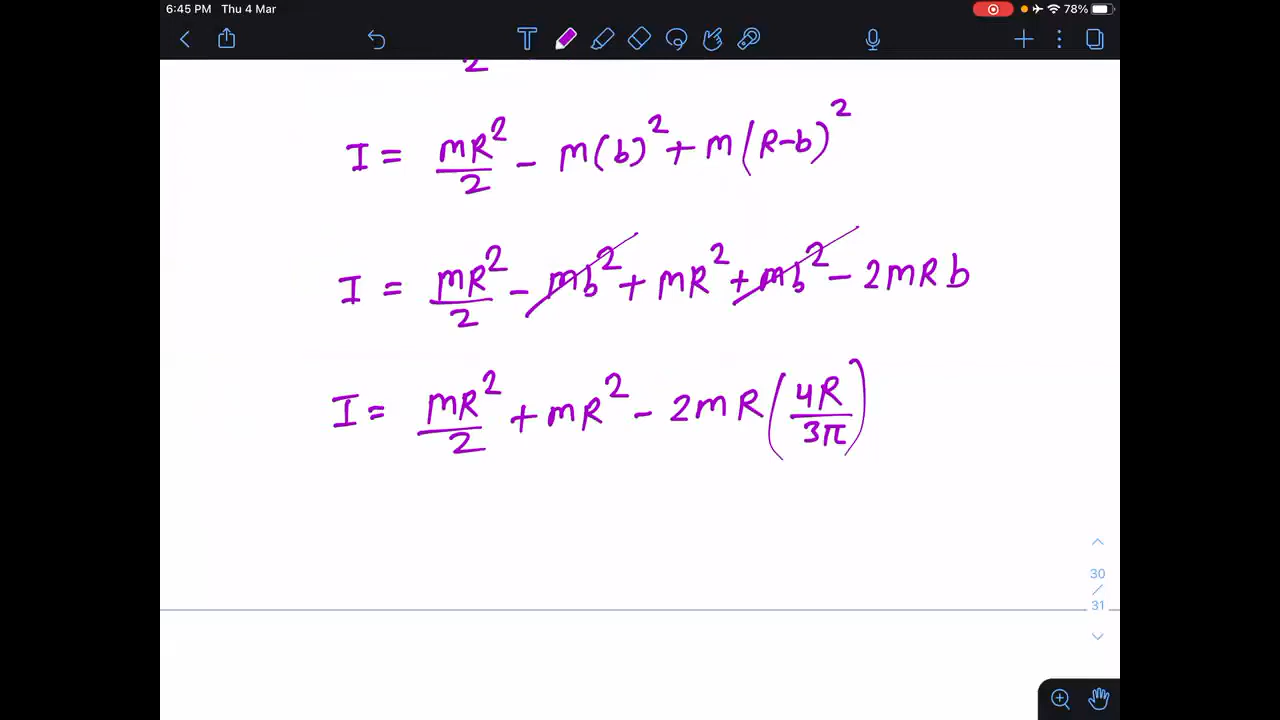 6:45 PM Thu 4 Mar 78%
T
2
I = mR²/2 - m(b)² + m(R-b)²
I = mR²/2 - mb² + mR² + mb² - 2mRb
I = mR²/2 + mR² - 2mR(4R/3π)
30
/
31